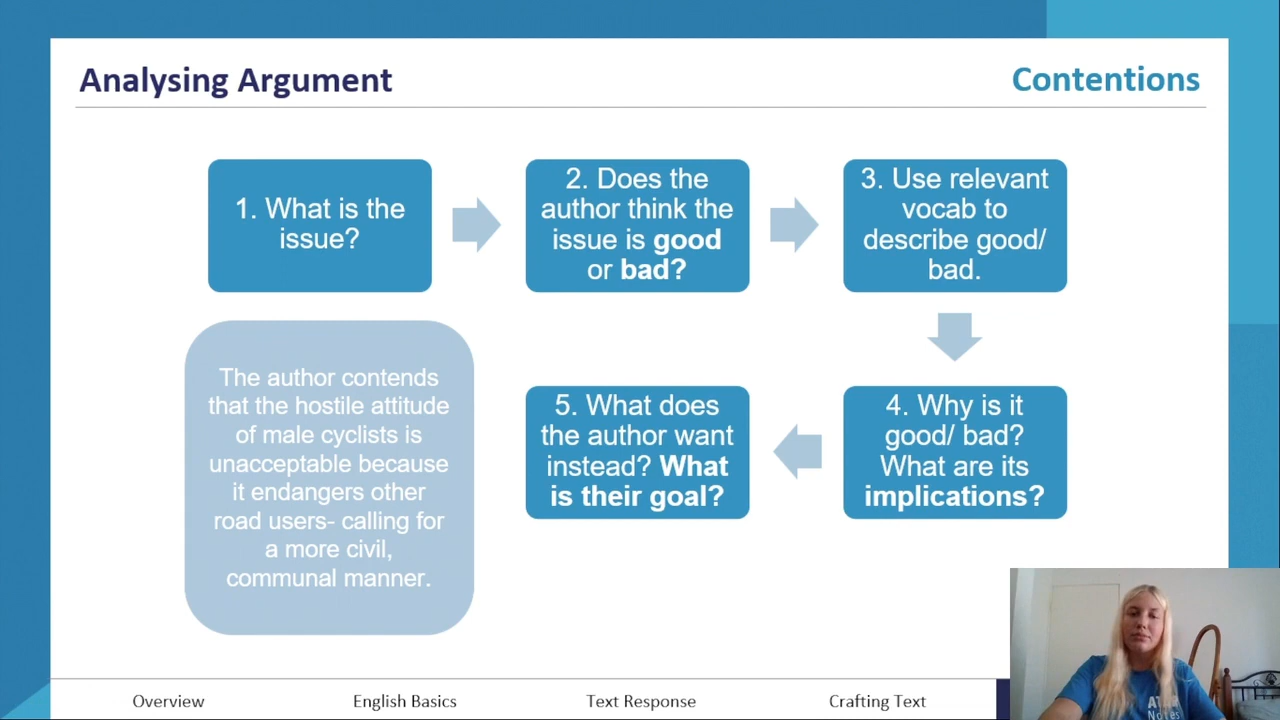 Analysing Argument
Contentions
1. What is the
issue?
2. Does the
author think the
issue is good
or bad?
3. Use relevant
vocab to
describe good/
bad.
4. Why is it
good/ bad?
What are its
implications?
5. What does
the author want
instead? What
is their goal?
The author contends
that the hostile attitude
of male cyclists is
unacceptable because
it endangers other
road users- calling for
a more civil,
communal manner.
Overview
English Basics
Text Response
Crafting Text
Notes